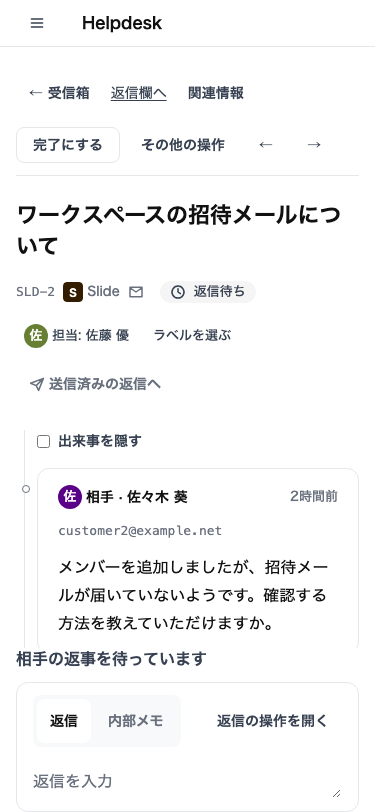 Helpdesk
← 受信箱 返信欄へ 関連情報
完了にする その他の操作 ← →
ワークスペースの招待メールにつ
いて
SLD-2 S Slide 返信待ち
佐 担当: 佐藤 優 ラベルを選ぶ
送信済みの返信へ
出来事を隠す
佐 相手 · 佐々木 葵 2時間前
customer2@example.net
メンバーを追加しましたが、招待メー
ルが届いていないようです。確認する
方法を教えていただけますか。
相手の返事を待っています
返信 内部メモ 返信の操作を開く
返信を入力